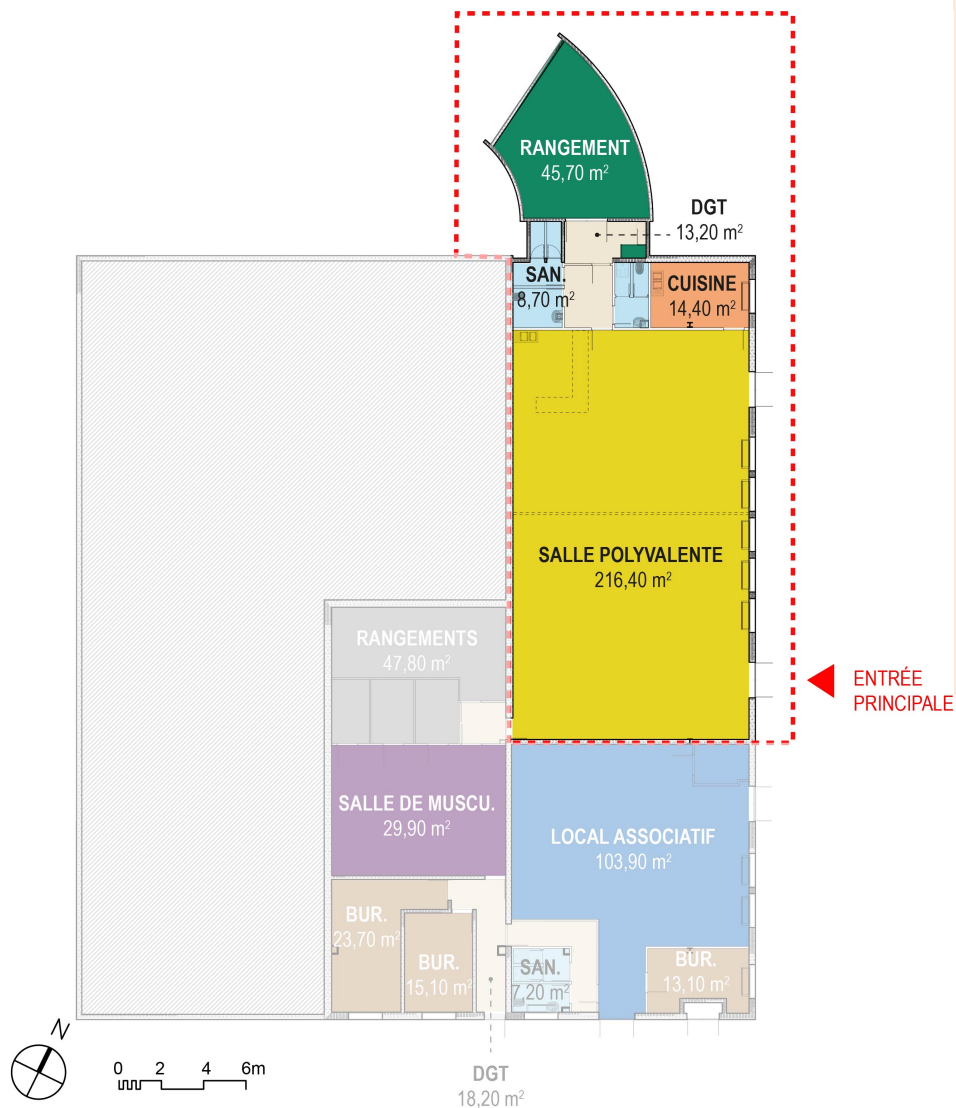 RANGEMENT
45,70 m²
DGT
13,20 m²
SAN.
8,70 m²
CUISINE
14,40 m²
SALLE POLYVALENTE
216,40 m²
RANGEMENTS
47,80 m²
ENTRÉE
PRINCIPALE
SALLE DE MUSCU.
29,90 m²
LOCAL ASSOCIATIF
103,90 m²
BUR.
23,70 m²
BUR.
15,10 m²
SAN.
7,20 m²
BUR.
13,10 m²
N
0 2 4 6m
DGT
18,20 m²